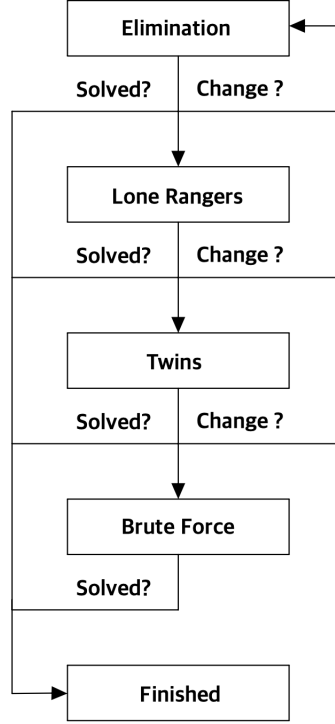 Elimination
Solved? Change ?
Lone Rangers
Solved? Change ?
Twins
Solved? Change ?
Brute Force
Solved?
Finished